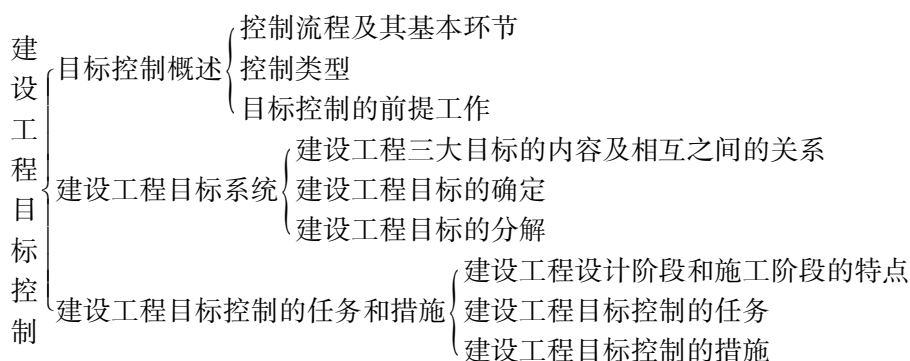 建设工程目标控制
目标控制概述
控制流程及其基本环节
控制类型
目标控制的前提工作
建设工程目标系统
建设工程三大目标的内容及相互之间的关系
建设工程目标的确定
建设工程目标的分解
建设工程目标控制的任务和措施
建设工程设计阶段和施工阶段的特点
建设工程目标控制的任务
建设工程目标控制的措施